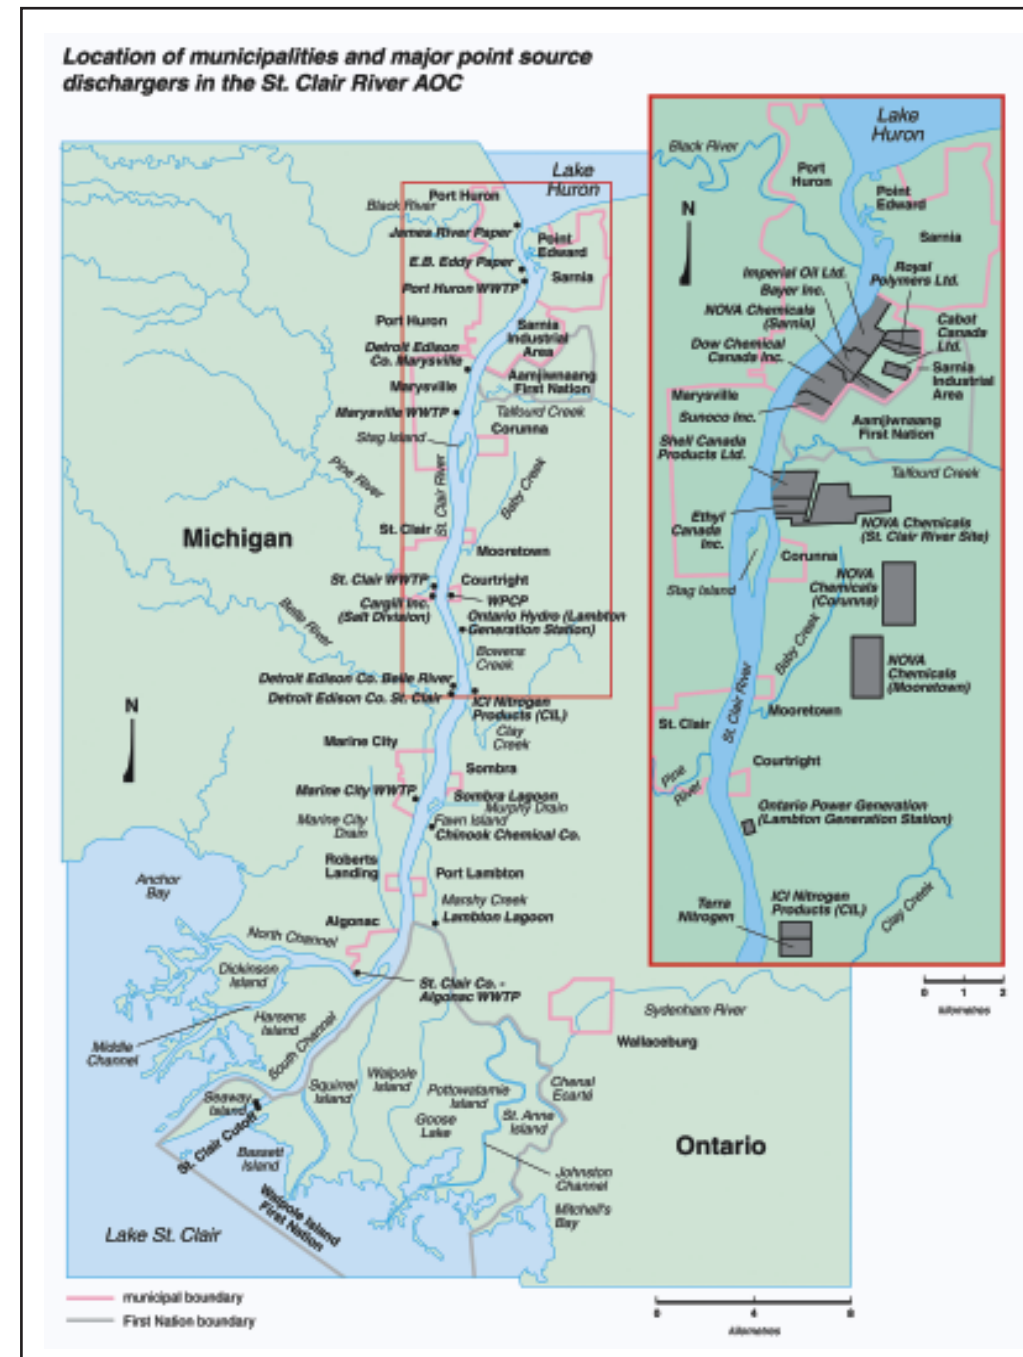 Location of municipalities and major point source
dischargers in the St. Clair River AOC
Lake
Huron
Black River
Port Huron
James River Paper
Point
Edward
E.B. Eddy Paper
Sarnia
Port Huron WWTP
Port Huron
Sarnia
Industrial
Area
Detroit Edison
Co. Marysville
Aamjiwnaang
First Nation
Marysville
Marysville WWTP
Talfourd Creek
Stag Island
Corunna
St. Clair River
Pine River
Baby Creek
Michigan
St. Clair
Mooretown
St. Clair WWTP
Courtright
Cargill Inc.
(Salt Division)
WPCP
Ontario Hydro (Lambton
Generation Station)
Belle River
Bowens
Creek
Detroit Edison Co. Belle River
Detroit Edison Co. St. Clair
ICI Nitrogen
Products (CIL)
N
Clay
Creek
Marine City
Sombra
Marine City WWTP
Sombra Lagoon
Murphy Drain
Marine City
Drain
Fawn Island
Chinook Chemical Co.
Roberts
Landing
Port Lambton
Anchor
Bay
Marshy Creek
Lambton Lagoon
Algonac
North Channel
Dickinson
Island
St. Clair Co. -
Algonac WWTP
Harsens
Island
Sydenham River
Middle
Channel
South Channel
Wallaceburg
Squirrel
Island
Walpole
Island
Pottowatamie
Island
Chenal
Ecarté
Seaway
Island
Goose
Lake
St. Anne
Island
St. Clair Cutoff
Bassett
Island
Ontario
Johnston
Channel
Walpole Island
First Nation
Mitchell's
Bay
Lake St. Clair
municipal boundary
First Nation boundary
0 4 8
kilometres
Lake
Huron
Black River
Port
Huron
Point
Edward
N
Sarnia
Imperial Oil Ltd.
Royal
Polymers Ltd.
Bayer Inc.
NOVA Chemicals
(Sarnia)
Cabot
Canada
Ltd.
Dow Chemical
Canada Inc.
Sarnia
Industrial
Area
Marysville
Sunoco Inc.
Aamjiwnaang
First Nation
Shell Canada
Products Ltd.
Talfourd Creek
Ethyl
Canada
Inc.
NOVA Chemicals
(St. Clair River Site)
Corunna
Stag Island
NOVA
Chemicals
(Corunna)
Baby Creek
NOVA
Chemicals
(Mooretown)
St. Clair River
Mooretown
St. Clair
Courtright
Pine
River
Ontario Power Generation
(Lambton Generation Station)
Terra
Nitrogen
ICI Nitrogen
Products (CIL)
Clay Creek
0 1 2
kilometres